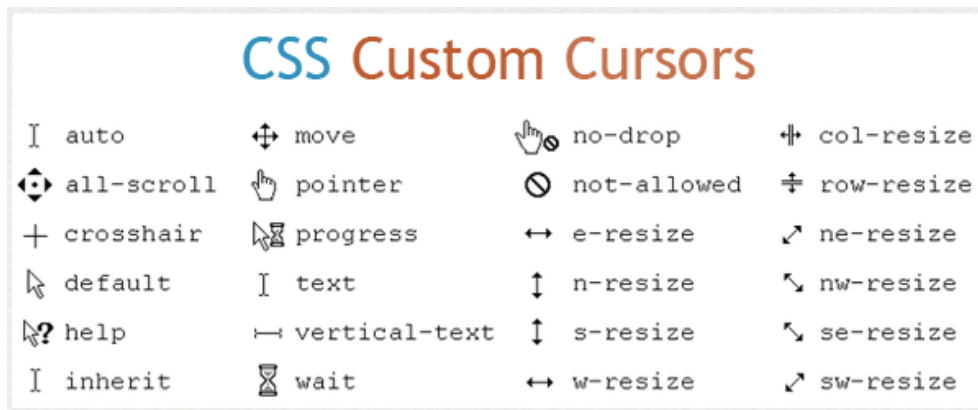 CSS Custom Cursors
auto move no-drop col-resize
all-scroll pointer not-allowed row-resize
crosshair progress e-resize ne-resize
default text n-resize nw-resize
help vertical-text s-resize se-resize
inherit wait w-resize sw-resize